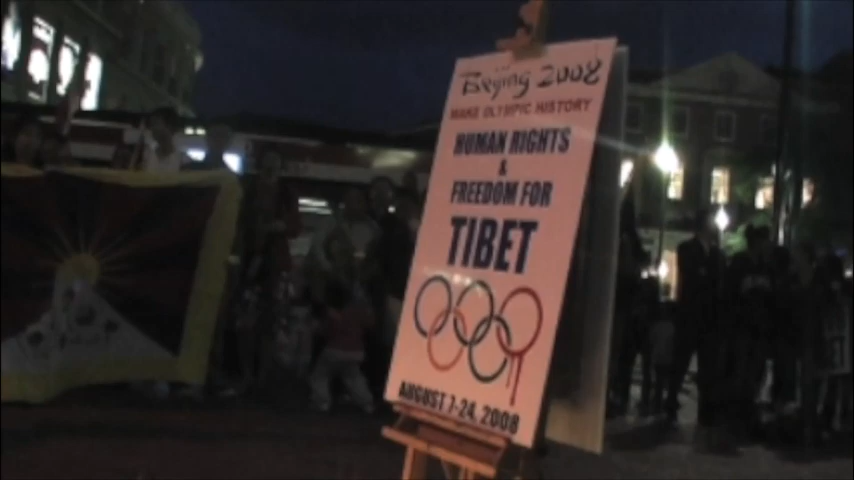 Beijing 2008
MAKE OLYMPIC HISTORY
HUMAN RIGHTS
&
FREEDOM FOR
TIBET
AUGUST 7-24, 2008